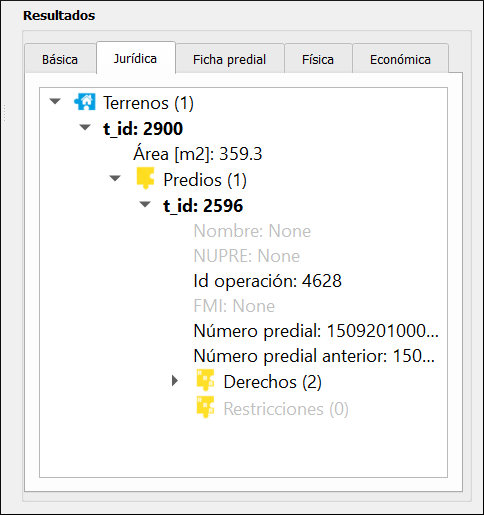 Resultados
Básica Jurídica Ficha predial Física Económica
Terrenos (1)
t_id: 2900
Área [m2]: 359.3
Predios (1)
t_id: 2596
Nombre: None
NUPRE: None
Id operación: 4628
FMI: None
Número predial: 1509201000...
Número predial anterior: 150...
Derechos (2)
Restricciones (0)